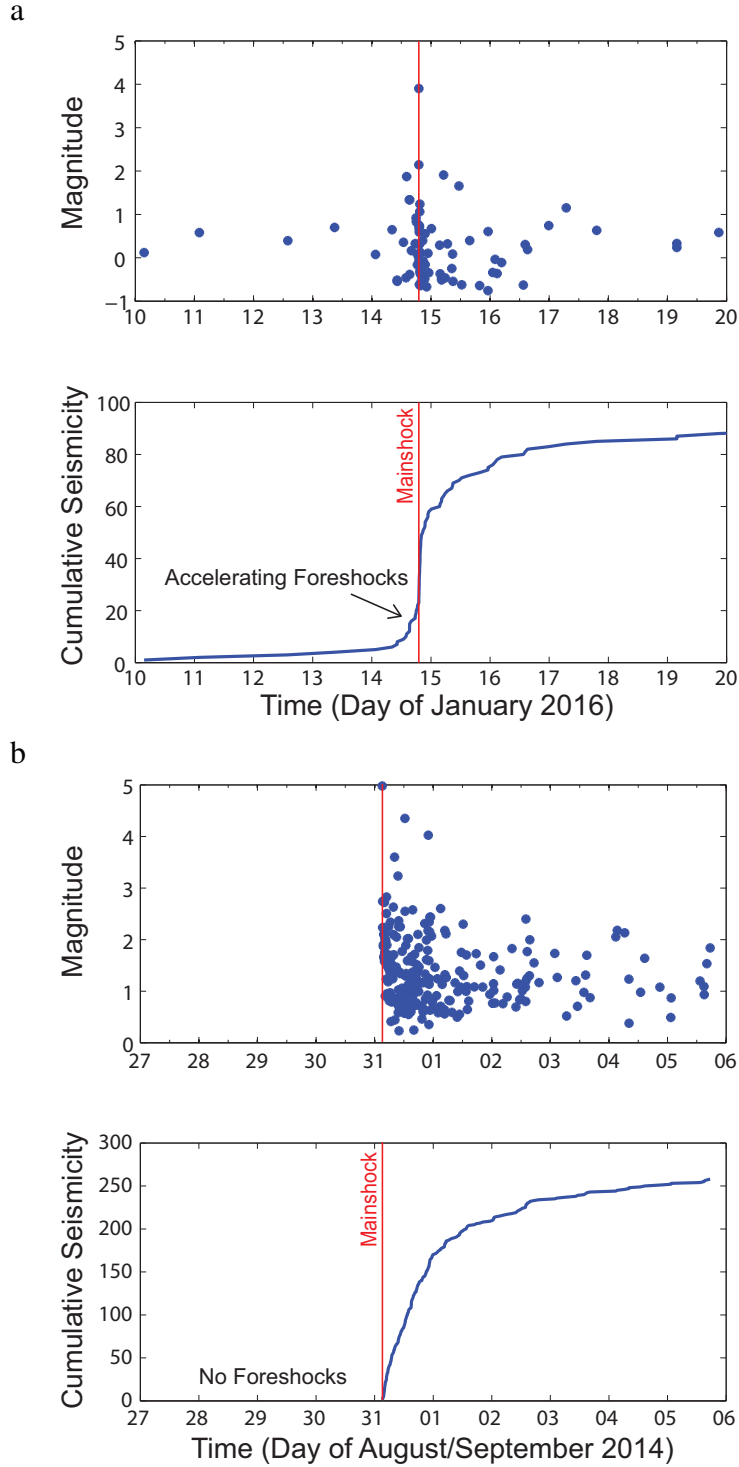 a
Magnitude
5
4
3
2
1
0
−1
10 11 12 13 14 15 16 17 18 19 20
Cumulative Seismicity
100
80
60
40
20
0
Mainshock
Accelerating Foreshocks
10 11 12 13 14 15 16 17 18 19 20
Time (Day of January 2016)
b
Magnitude
5
4
3
2
1
0
27 28 29 30 31 01 02 03 04 05 06
Cumulative Seismicity
300
250
200
150
100
50
0
Mainshock
No Foreshocks
27 28 29 30 31 01 02 03 04 05 06
Time (Day of August/September 2014)